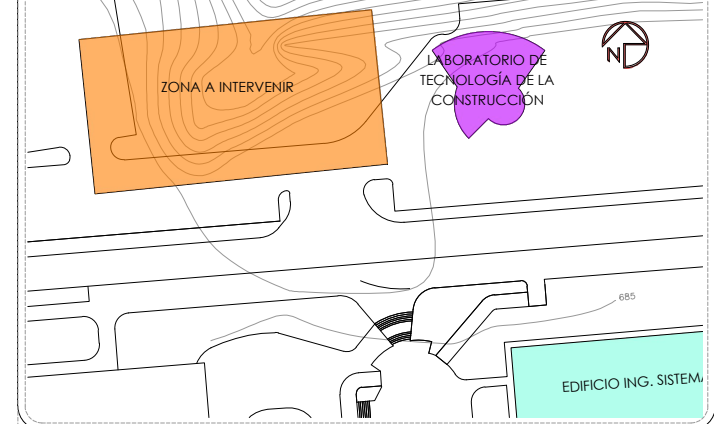 ZONA A INTERVENIR
LABORATORIO DE
TECNOLOGÍA DE LA
CONSTRUCCIÓN
N
685
EDIFICIO ING. SISTEMA